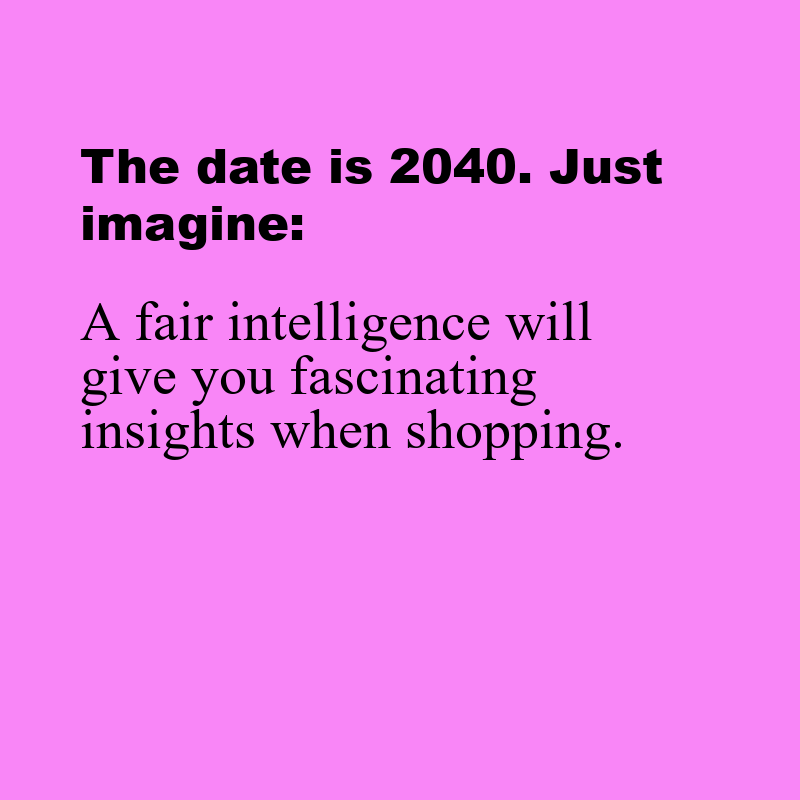 The date is 2040. Just
imagine:
A fair intelligence will
give you fascinating
insights when shopping.